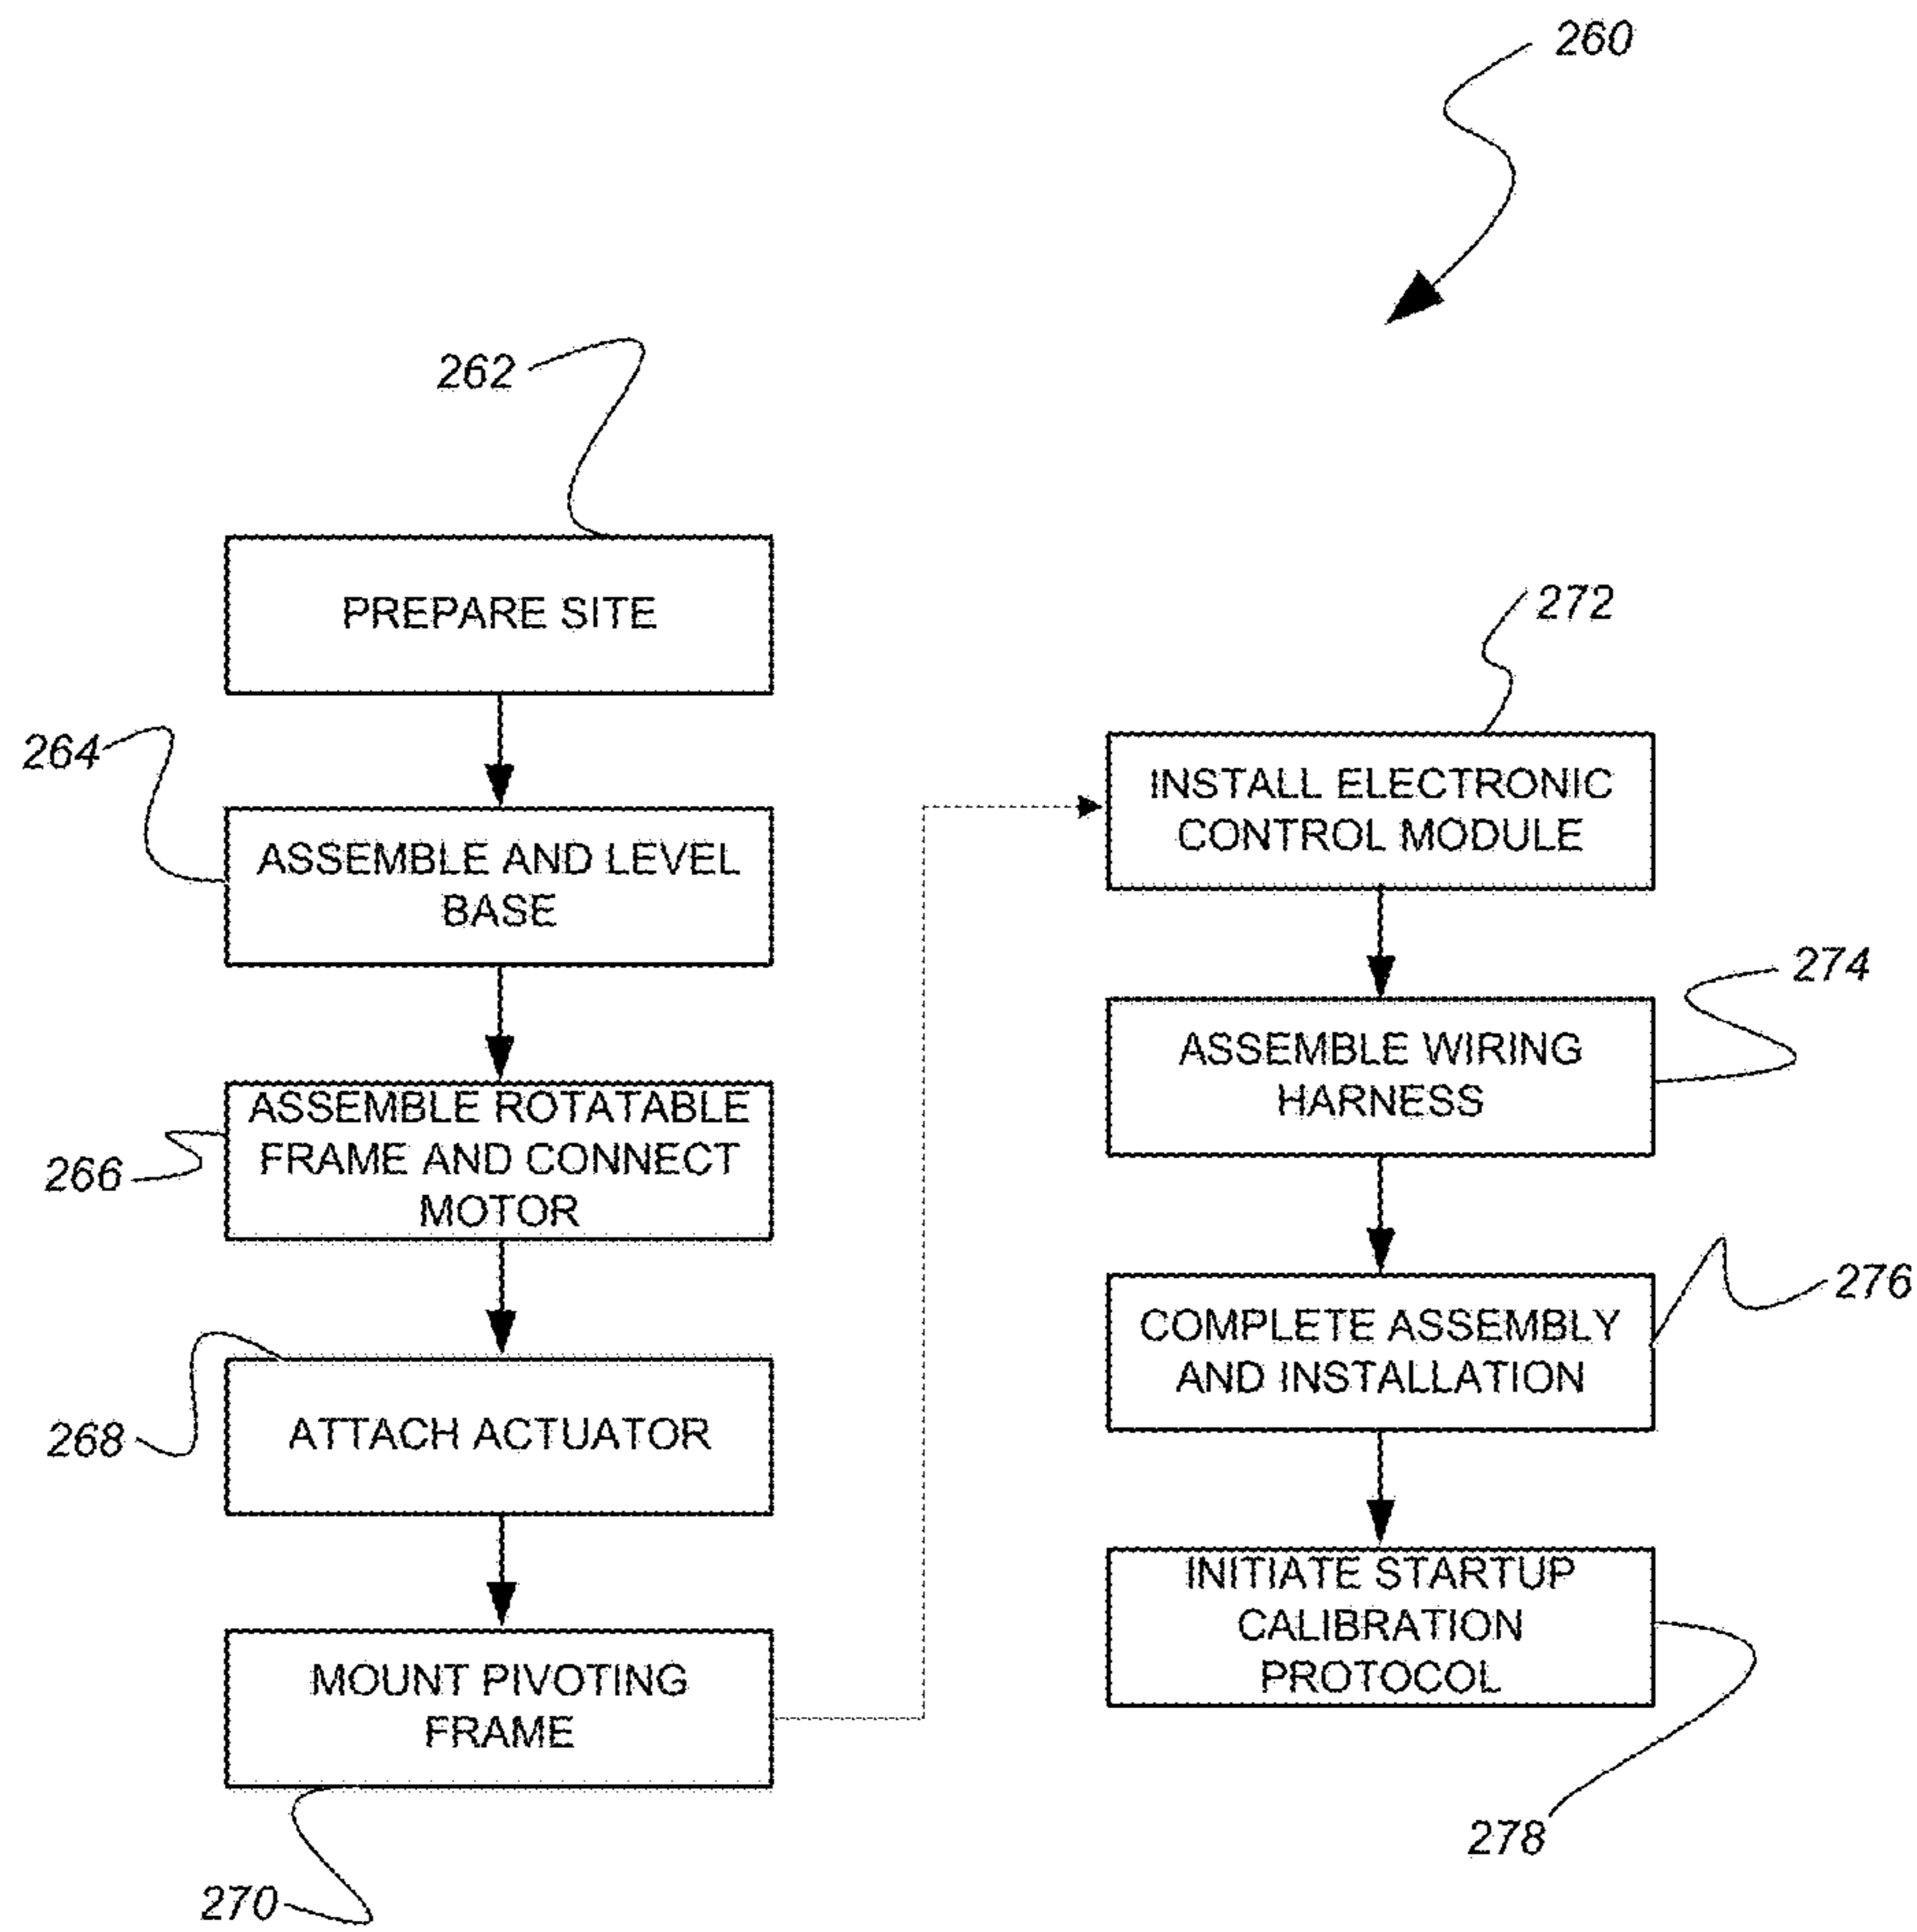 260
262
PREPARE SITE
264
ASSEMBLE AND LEVEL
BASE
266
ASSEMBLE ROTATABLE
FRAME AND CONNECT
MOTOR
268
ATTACH ACTUATOR
MOUNT PIVOTING
FRAME
270
272
INSTALL ELECTRONIC
CONTROL MODULE
274
ASSEMBLE WIRING
HARNESS
276
COMPLETE ASSEMBLY
AND INSTALLATION
INITIATE STARTUP
CALIBRATION
PROTOCOL
278